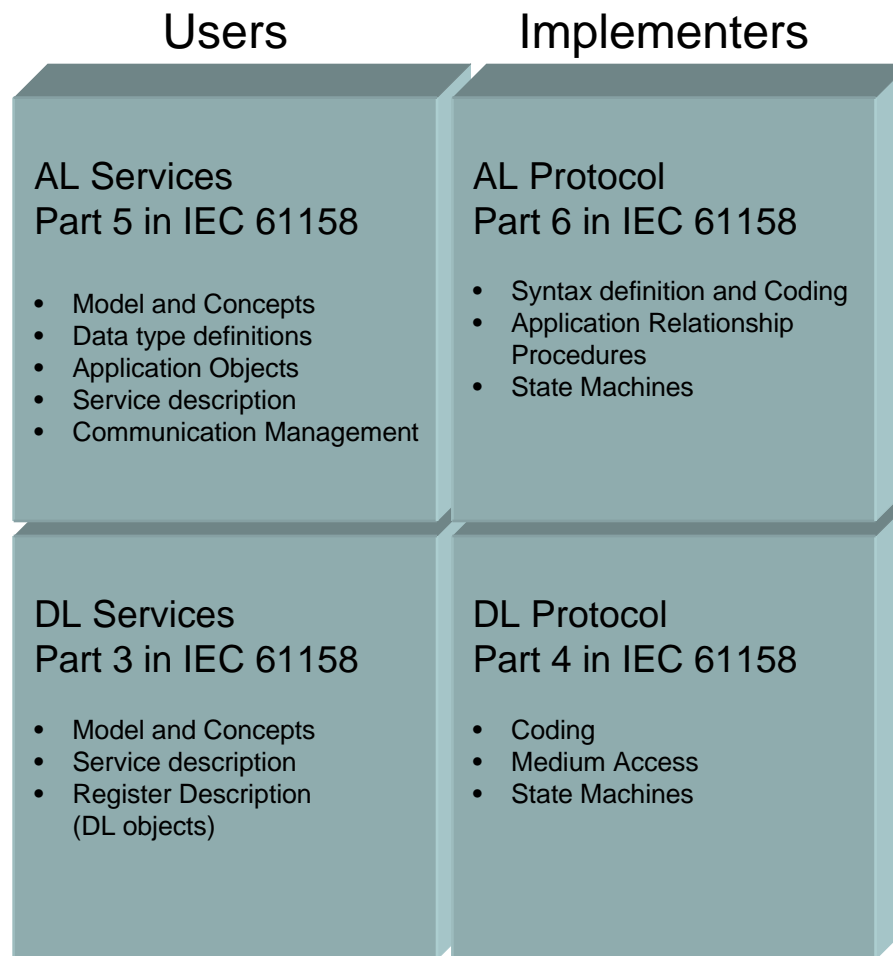 Users
Implementers
AL Services
Part 5 in IEC 61158
• Model and Concepts
• Data type definitions
• Application Objects
• Service description
• Communication Management
AL Protocol
Part 6 in IEC 61158
• Syntax definition and Coding
• Application Relationship
Procedures
• State Machines
DL Services
Part 3 in IEC 61158
• Model and Concepts
• Service description
• Register Description
(DL objects)
DL Protocol
Part 4 in IEC 61158
• Coding
• Medium Access
• State Machines